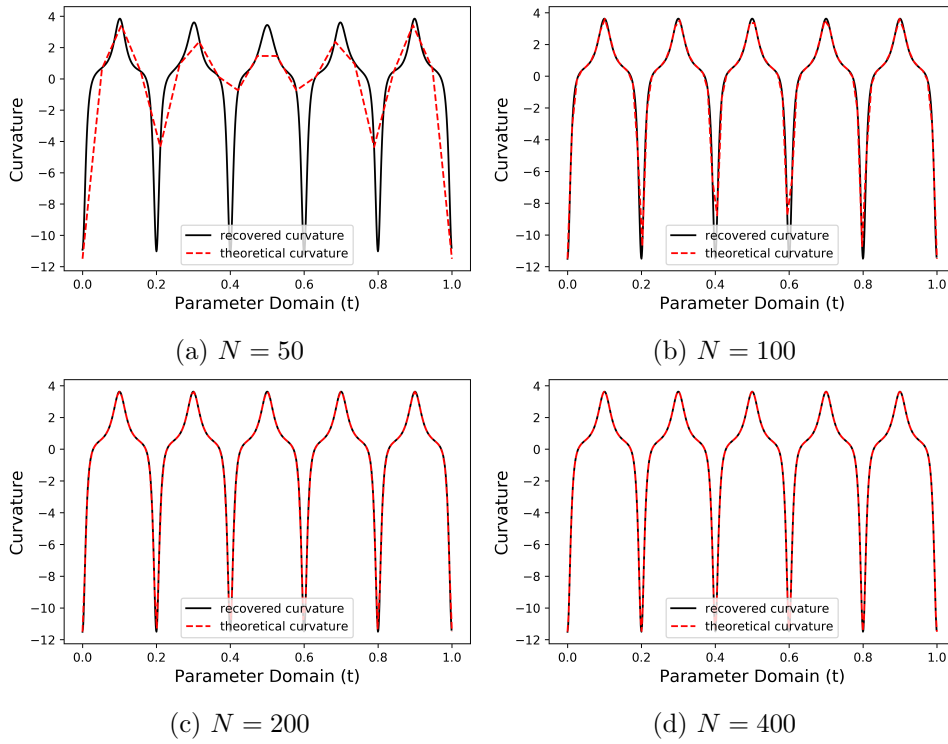 4
2
0
−2
−4
−6
−8
−10
−12
Curvature
recovered curvature
theoretical curvature
0.0 0.2 0.4 0.6 0.8 1.0
Parameter Domain (t)
(a) N = 50
4
2
0
−2
−4
−6
−8
−10
−12
Curvature
recovered curvature
theoretical curvature
0.0 0.2 0.4 0.6 0.8 1.0
Parameter Domain (t)
(b) N = 100
4
2
0
−2
−4
−6
−8
−10
−12
Curvature
recovered curvature
theoretical curvature
0.0 0.2 0.4 0.6 0.8 1.0
Parameter Domain (t)
(c) N = 200
4
2
0
−2
−4
−6
−8
−10
−12
Curvature
recovered curvature
theoretical curvature
0.0 0.2 0.4 0.6 0.8 1.0
Parameter Domain (t)
(d) N = 400